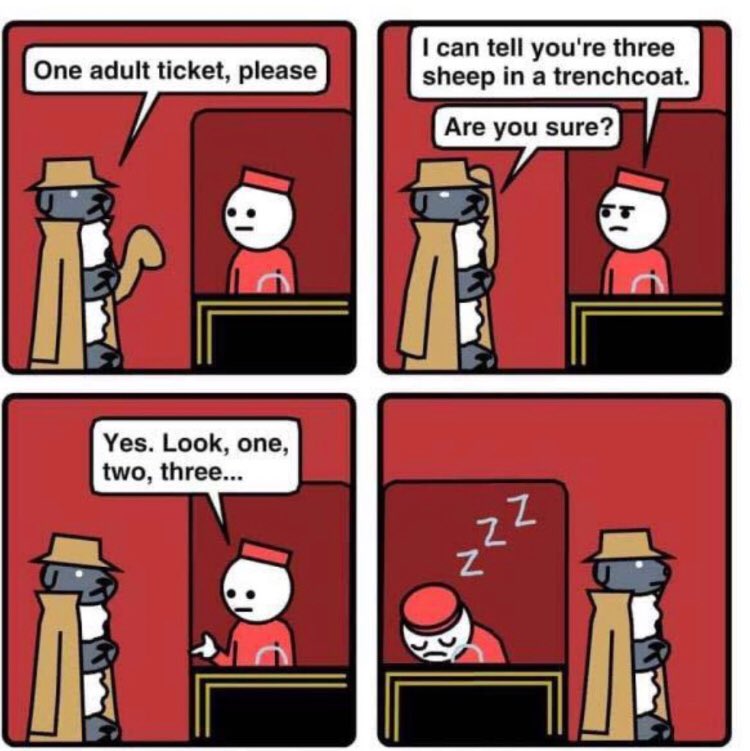 One adult ticket, please
I can tell you're three
sheep in a trenchcoat.
Are you sure?
Yes. Look, one,
two, three...
Z
Z
Z